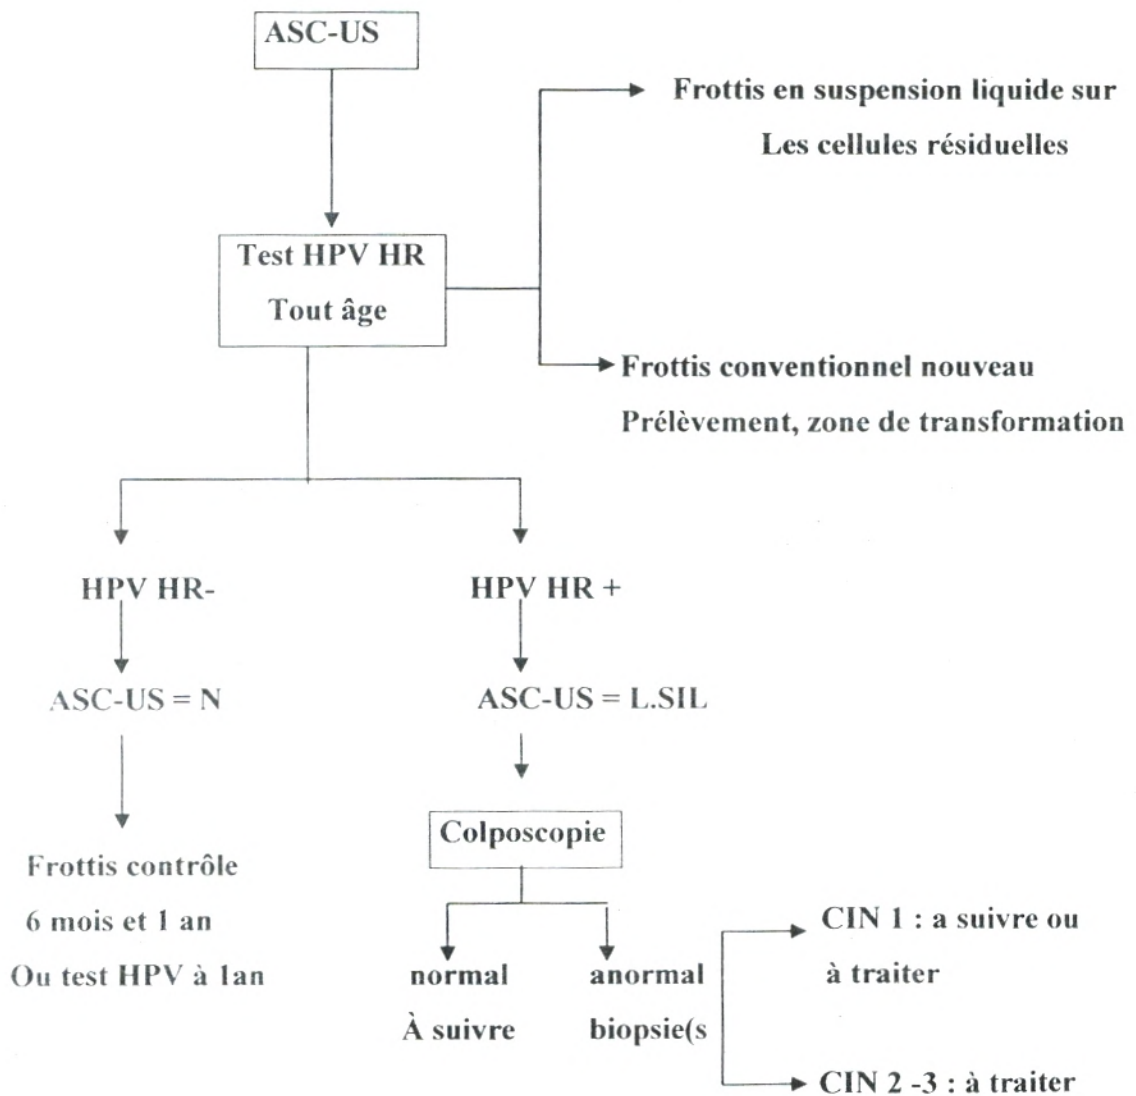 ASC-US
Frottis en suspension liquide sur
Les cellules résiduelles
Test HPV HR
Tout âge
Frottis conventionnel nouveau
Prélèvement, zone de transformation
HPV HR-
HPV HR +
ASC-US = N
ASC-US = L.SIL
Colposcopie
Frottis contrôle
6 mois et 1 an
Ou test HPV à 1an
normal
À suivre
anormal
biopsie(s
CIN 1 : a suivre ou
à traiter
CIN 2 -3 : à traiter